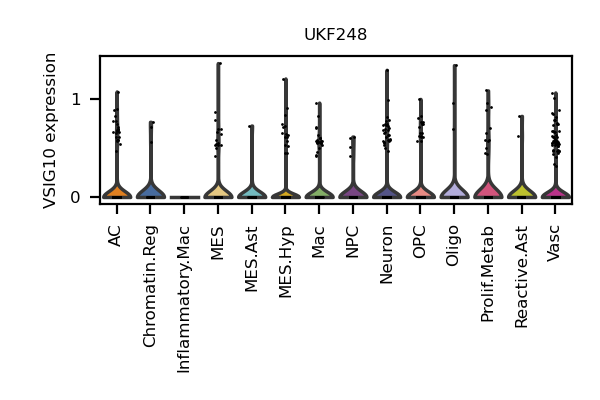 UKF248
VSIG10 expression
1
0
AC
Chromatin.Reg
Inflammatory.Mac
MES
MES.Ast
MES.Hyp
Mac
NPC
Neuron
OPC
Oligo
Prolif.Metab
Reactive.Ast
Vasc